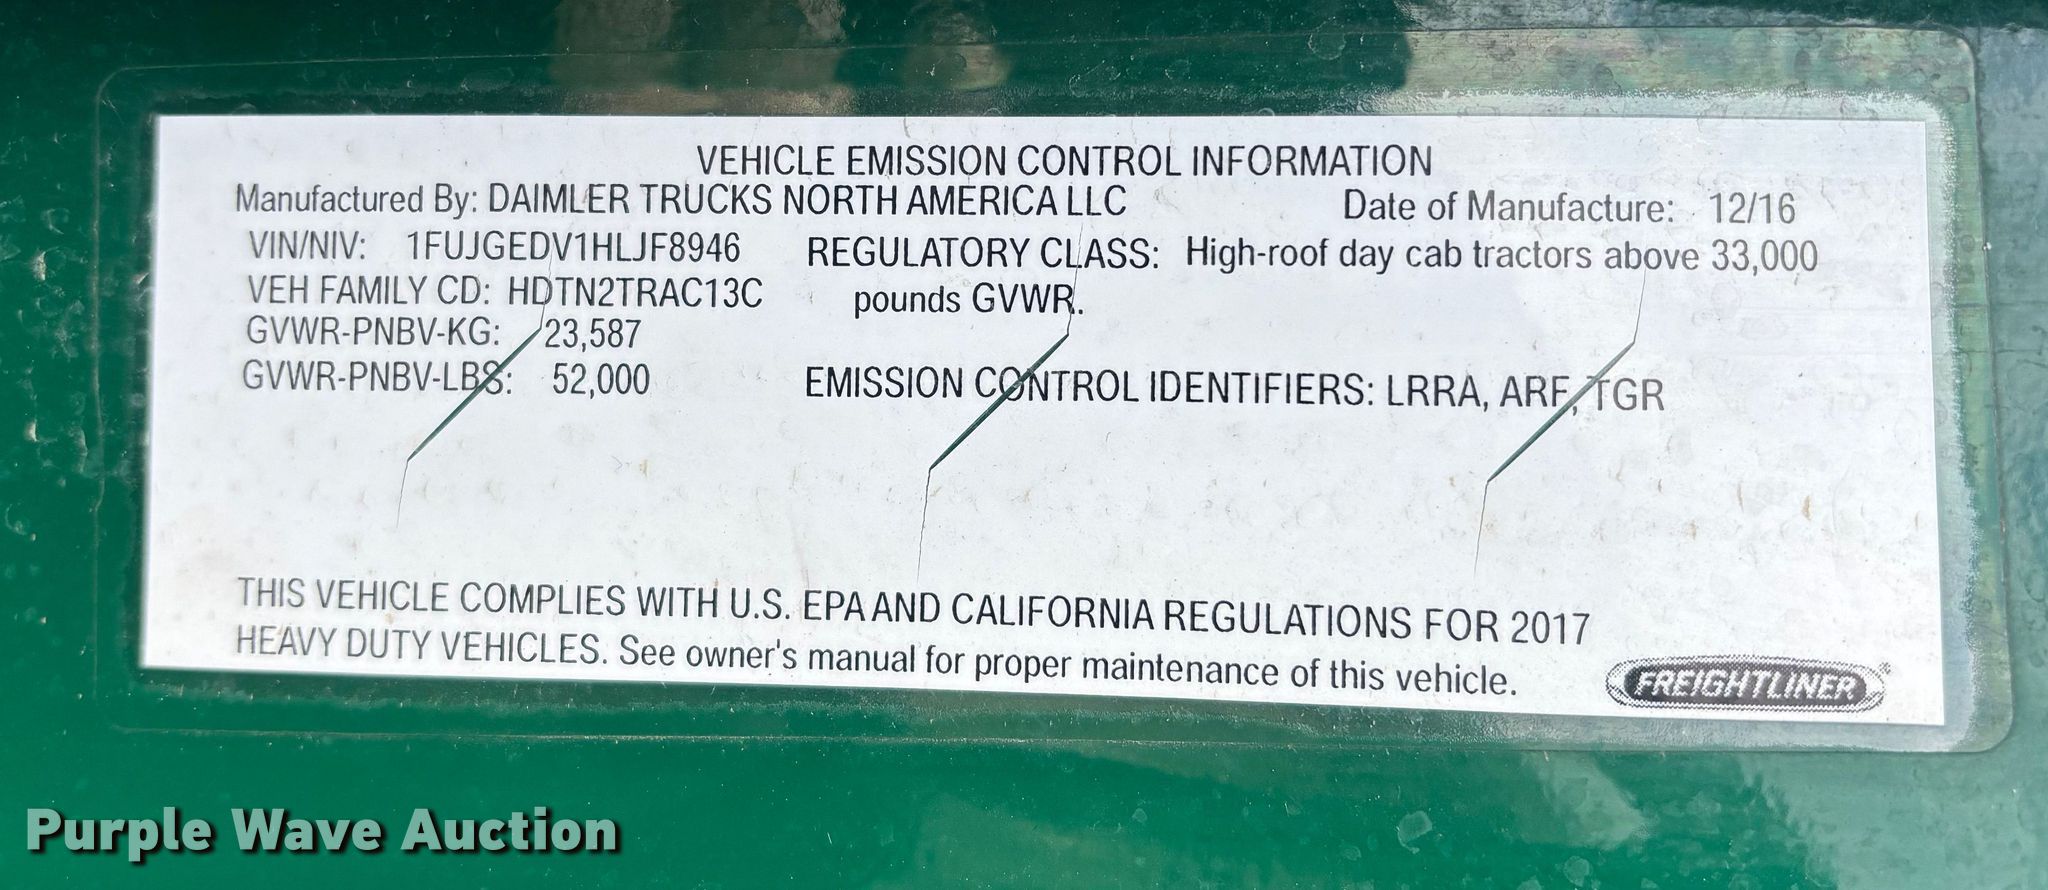 VEHICLE EMISSION CONTROL INFORMATION
Manufactured By: DAIMLER TRUCKS NORTH AMERICA LLC Date of Manufacture: 12/16
VIN/NIV: 1FUJGEDV1HLJF8946 REGULATORY CLASS: High-roof day cab tractors above 33,000
VEH FAMILY CD: HDTN2TRAC13C pounds GVWR.
GVWR-PNBV-KG: 23,587
GVWR-PNBV-LBS: 52,000 EMISSION CONTROL IDENTIFIERS: LRRA, ARF, TGR
THIS VEHICLE COMPLIES WITH U.S. EPA AND CALIFORNIA REGULATIONS FOR 2017
HEAVY DUTY VEHICLES. See owner's manual for proper maintenance of this vehicle.
FREIGHTLINER
Purple Wave Auction